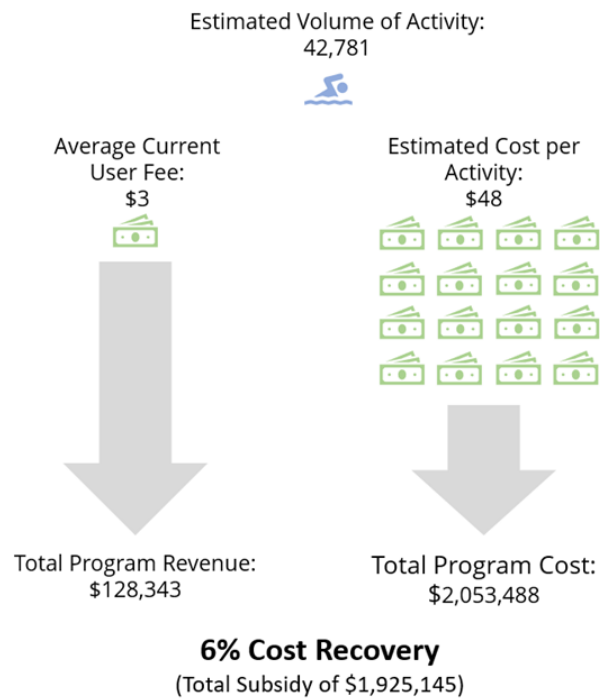 Estimated Volume of Activity:
42,781
Average Current
User Fee:
$3
Estimated Cost per
Activity:
$48
Total Program Revenue:
$128,343
Total Program Cost:
$2,053,488
6% Cost Recovery
(Total Subsidy of $1,925,145)